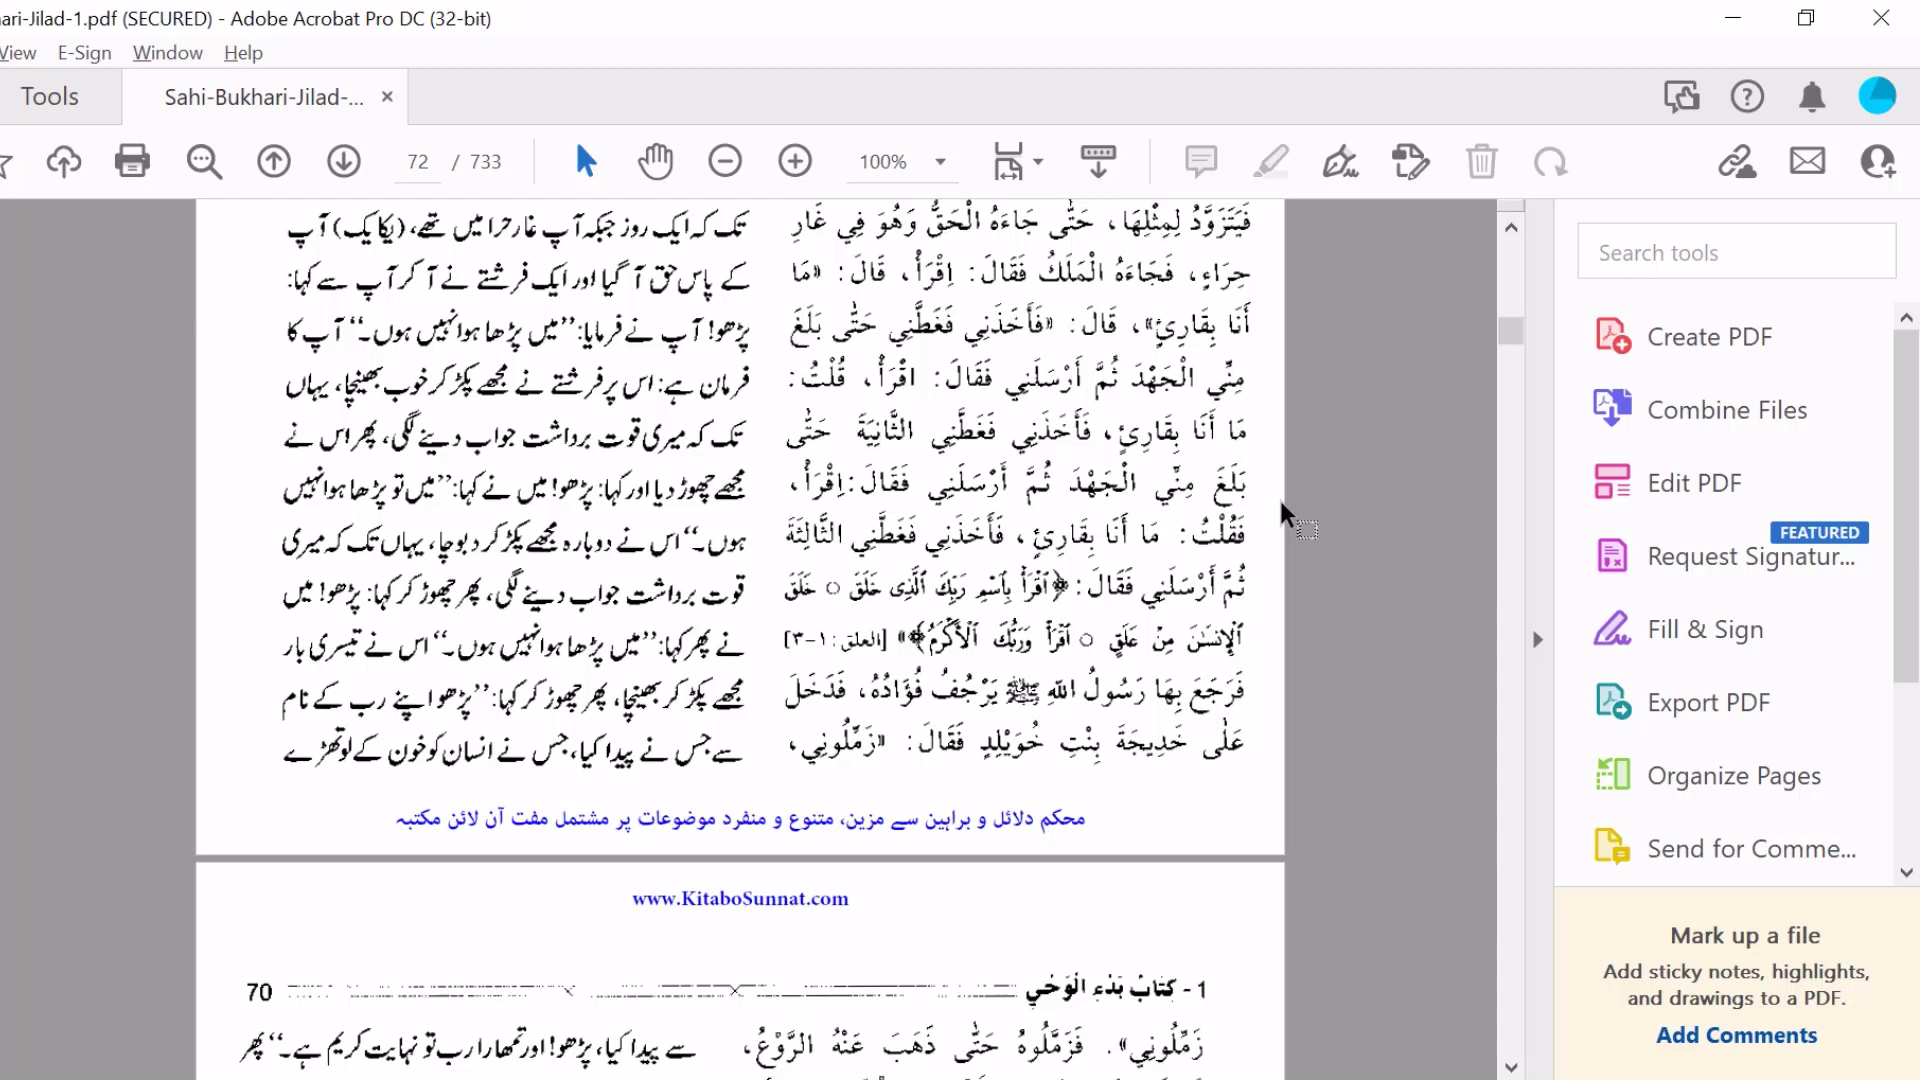 ari-Jilad-1.pdf (SECURED) - Adobe Acrobat Pro DC (32-bit)
View E-Sign Window Help
Tools Sahi-Bukhari-Jilad-... ×
72 / 733 100%
فَيَتَزَوَّدُ لِمِثْلِهَا، حَتَّى جَاءَهُ الْحَقُّ وَهُوَ فِي غَارِ
حِرَاءٍ، فَجَاءَهُ الْمَلَكُ فَقَالَ: اِقْرَأْ، قَالَ: «مَا
أَنَا بِقَارِئٍ»، قَالَ: «فَأَخَذَنِي فَغَطَّنِي حَتَّى بَلَغَ
مِنِّي الْجَهْدَ ثُمَّ أَرْسَلَنِي فَقَالَ: اقْرَأْ، قُلْتُ:
مَا أَنَا بِقَارِئٍ، فَأَخَذَنِي فَغَطَّنِي الثَّانِيَةَ حَتَّى
بَلَغَ مِنِّي الْجَهْدَ ثُمَّ أَرْسَلَنِي فَقَالَ: اِقْرَأْ،
فَقُلْتُ: مَا أَنَا بِقَارِئٍ، فَأَخَذَنِي فَغَطَّنِي الثَّالِثَةَ
ثُمَّ أَرْسَلَنِي فَقَالَ: ﴿ٱقْرَأْ بِٱسْمِ رَبِّكَ ٱلَّذِى خَلَقَ ○ خَلَقَ
ٱلْإِنسَٰنَ مِنْ عَلَقٍ ○ ٱقْرَأْ وَرَبُّكَ ٱلْأَكْرَمُ﴾» [العلق: ١-٣]
فَرَجَعَ بِهَا رَسُولُ اللهِ ﷺ يَرْجُفُ فُؤَادُهُ، فَدَخَلَ
عَلٰى خَدِيجَةَ بِنْتِ خُوَيْلِدٍ فَقَالَ: «زَمِّلُونِي،
تک کہ ایک روز جبکہ آپ غار حرا میں تھے، (یکا یک) آپ
کے پاس حق آ گیا اور ایک فرشتے نے آ کر آپ سے کہا:
پڑھو! آپ نے فرمایا: ’’میں پڑھا ہوا نہیں ہوں۔‘‘ آپ کا
فرمان ہے: اس پر فرشتے نے مجھے پکڑ کر خوب بھینچا، یہاں
تک کہ میری قوت برداشت جواب دینے لگی، پھر اس نے
مجھے چھوڑ دیا اور کہا: پڑھو! میں نے کہا: ’’میں تو پڑھا ہوا نہیں
ہوں۔‘‘ اس نے دوبارہ مجھے پکڑ کر دبوچا، یہاں تک کہ میری
قوت برداشت جواب دینے لگی، پھر چھوڑ کر کہا: پڑھو! میں
نے پھر کہا: ’’میں پڑھا ہوا نہیں ہوں۔‘‘ اس نے تیسری بار
مجھے پکڑ کر بھینچا، پھر چھوڑ کر کہا: ’’پڑھو اپنے رب کے نام
سے جس نے پیدا کیا، جس نے انسان کو خون کے لوتھڑے
محکم دلائل و براہین سے مزین، متنوع و منفرد موضوعات پر مشتمل مفت آن لائن مکتبہ
www.KitaboSunnat.com
1 - كتاب بَدْءِ الوَحْيِ 70
زَمِّلُونِي». فَزَمَّلُوهُ حَتَّى ذَهَبَ عَنْهُ الرَّوْعُ،
سے پیدا کیا، پڑھو! اور تمھارا رب تو نہایت کریم ہے۔‘‘ پھر
Search tools
Create PDF
Combine Files
Edit PDF
FEATURED
Request Signatur...
Fill & Sign
Export PDF
Organize Pages
Send for Comme...
Mark up a file
Add sticky notes, highlights,
and drawings to a PDF.
Add Comments